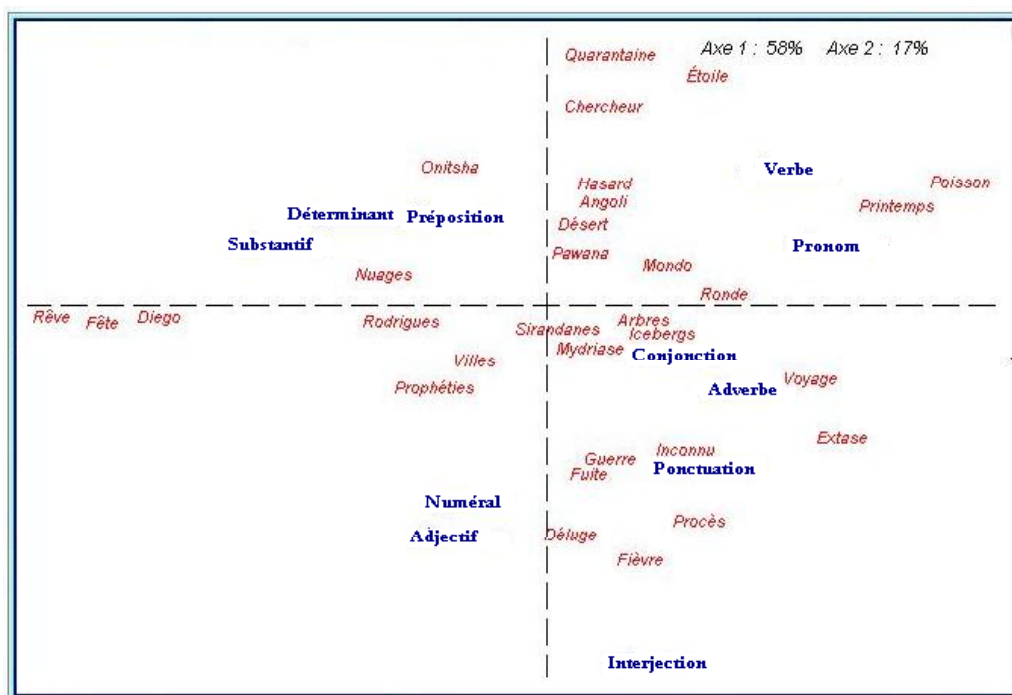 Quarantaine
Axe 1 : 58% Axe 2 : 17%
Étoile
Chercheur
Onitsha
Verbe
Hasard
Poisson
Angoli
Printemps
Déterminant
Préposition
Désert
Substantif
Pronom
Pawana
Mondo
Nuages
Ronde
Rêve
Fête
Diego
Rodrigues
Sirandanes
Arbres
Icebergs
Mydriase
Conjonction
Villes
Voyage
Prophéties
Adverbe
Extase
Inconnu
Guerre
Ponctuation
Fuite
Numéral
Procès
Adjectif
Déluge
Fièvre
Interjection